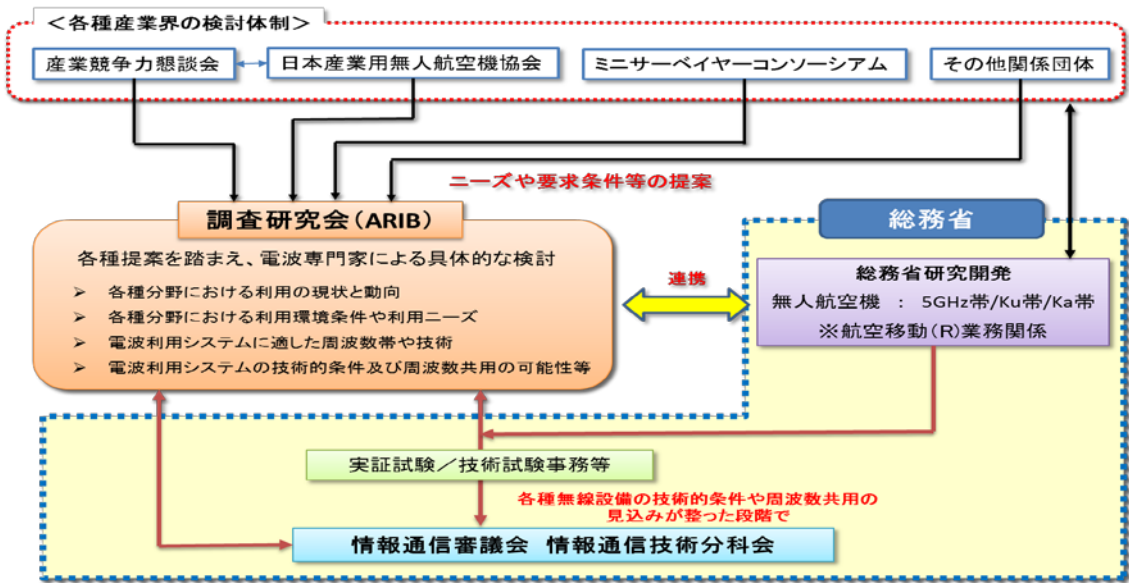 ＜各種産業界の検討体制＞
産業競争力懇談会
日本産業用無人航空機協会
ミニサーベイヤーコンソーシアム
その他関係団体
ニーズや要求条件等の提案
調査研究会（ARIB）
各種提案を踏まえ、電波専門家による具体的な検討
➢ 各種分野における利用の現状と動向
➢ 各種分野における利用環境条件や利用ニーズ
➢ 電波利用システムに適した周波数帯や技術
➢ 電波利用システムの技術的条件及び周波数共用の可能性等
連携
総務省
総務省研究開発
無人航空機 ： 5GHz帯/Ku帯/Ka帯
※航空移動（R）業務関係
実証試験／技術試験事務等
各種無線設備の技術的条件や周波数共用の
見込みが整った段階で
情報通信審議会 情報通信技術分科会